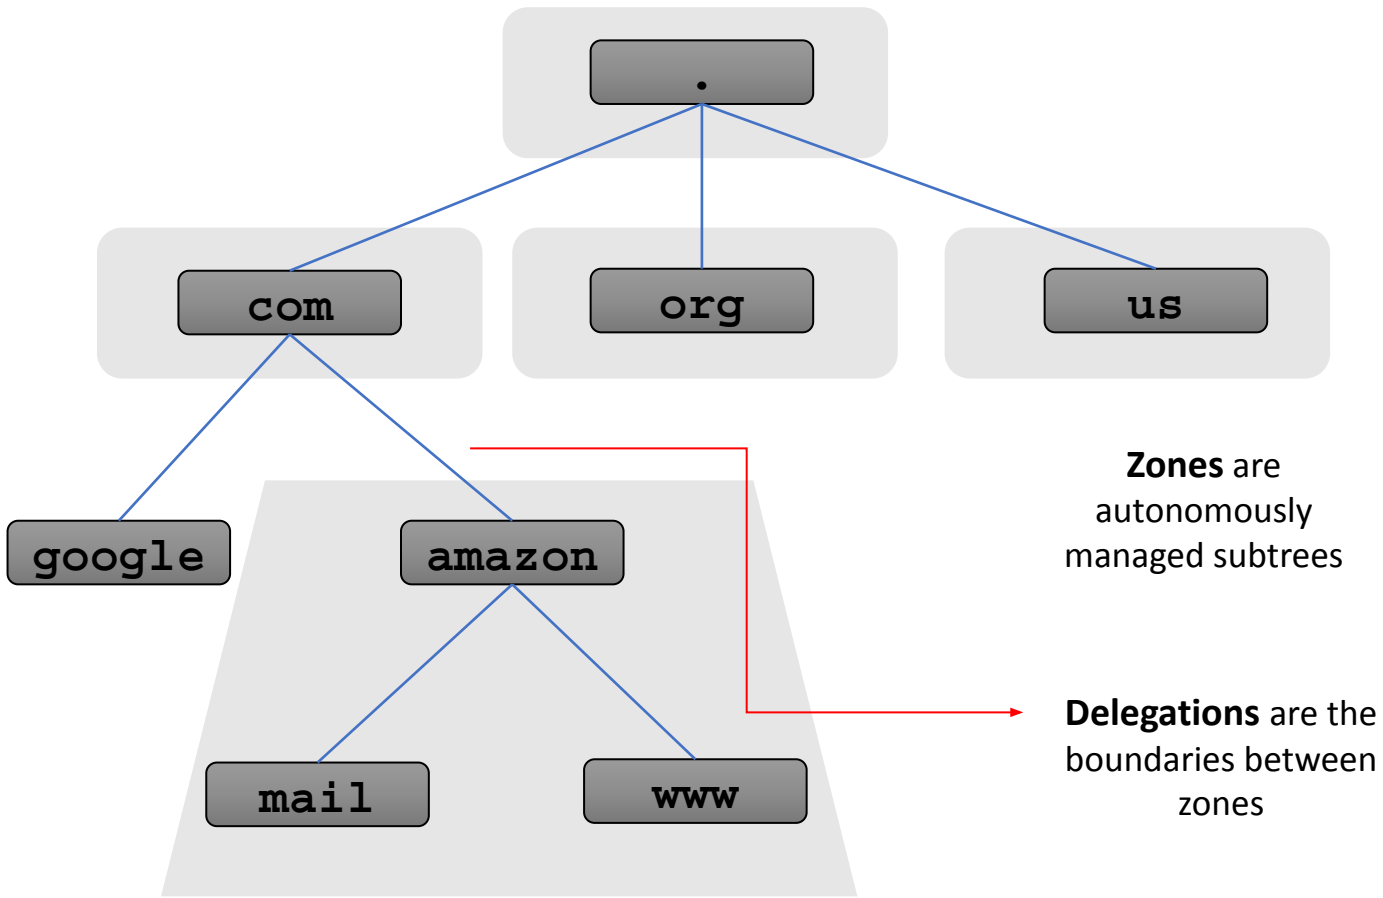 .
com
org
us
Zones are
autonomously
managed subtrees
google
amazon
Delegations are the
boundaries between
zones
mail
www